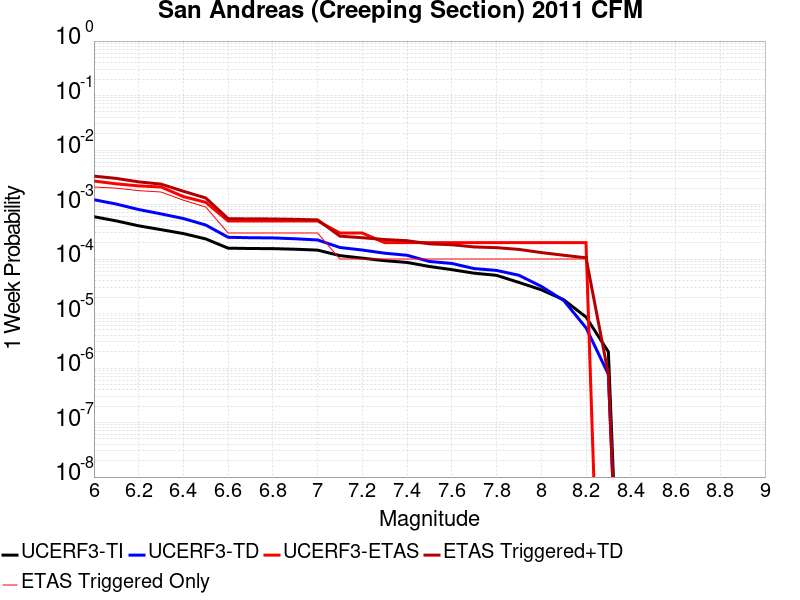 San Andreas (Creeping Section) 2011 CFM
1 Week Probability
10^0
10^-1
10^-2
10^-3
10^-4
10^-5
10^-6
10^-7
10^-8
6 6.2 6.4 6.6 6.8 7 7.2 7.4 7.6 7.8 8 8.2 8.4 8.6 8.8 9
Magnitude
UCERF3-TI UCERF3-TD UCERF3-ETAS ETAS Triggered+TD
ETAS Triggered Only